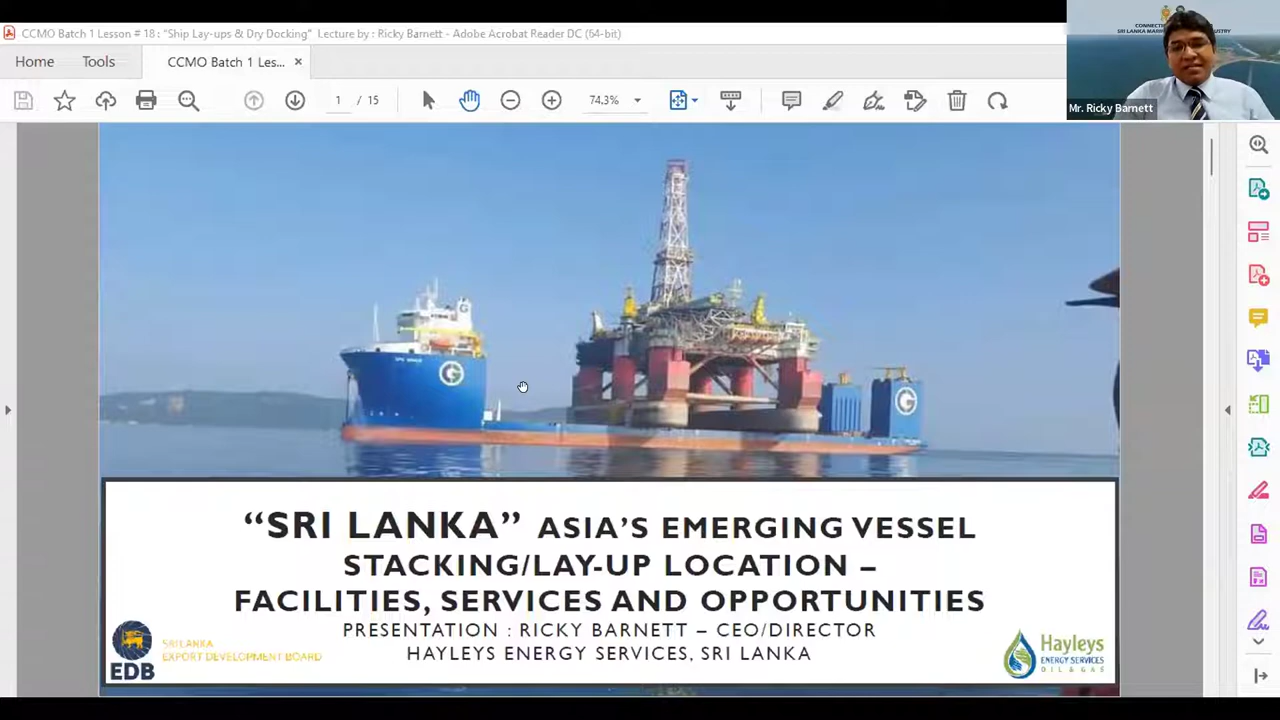 CCMO Batch 1 Lesson # 18 : "Ship Lay-ups & Dry Docking"  Lecture by : Ricky Barnett - Adobe Acrobat Reader DC (64-bit)
Home Tools CCMO Batch 1 Les... ×
1 / 15 74.3%
SRI LANKA
Mr. Ricky Barnett
G
G
“SRI LANKA” ASIA’S EMERGING VESSEL
STACKING/LAY-UP LOCATION –
FACILITIES, SERVICES AND OPPORTUNITIES
PRESENTATION : RICKY BARNETT – CEO/DIRECTOR
HAYLEYS ENERGY SERVICES, SRI LANKA
EDB
SRI LANKA
EXPORT DEVELOPMENT BOARD
Hayleys
ENERGY SERVICES
OIL & GAS